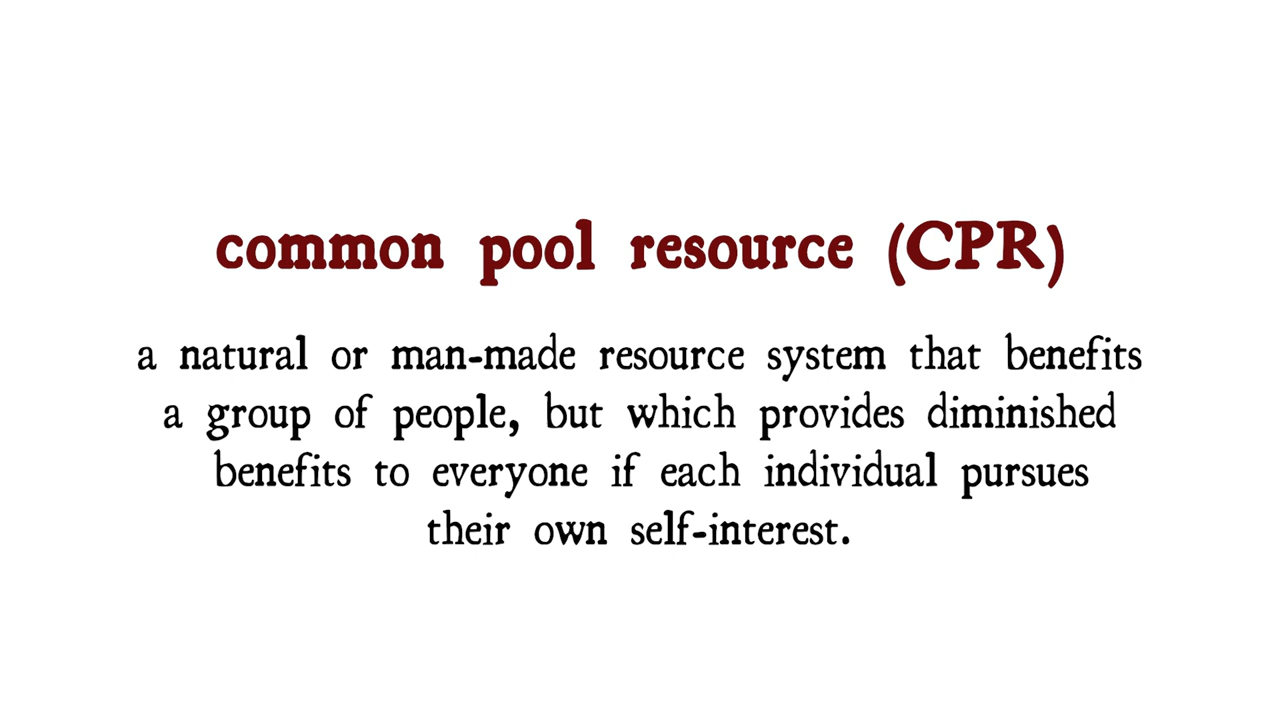 common pool resource (CPR)
a natural or man-made resource system that benefits
a group of people, but which provides diminished
benefits to everyone if each individual pursues
their own self-interest.